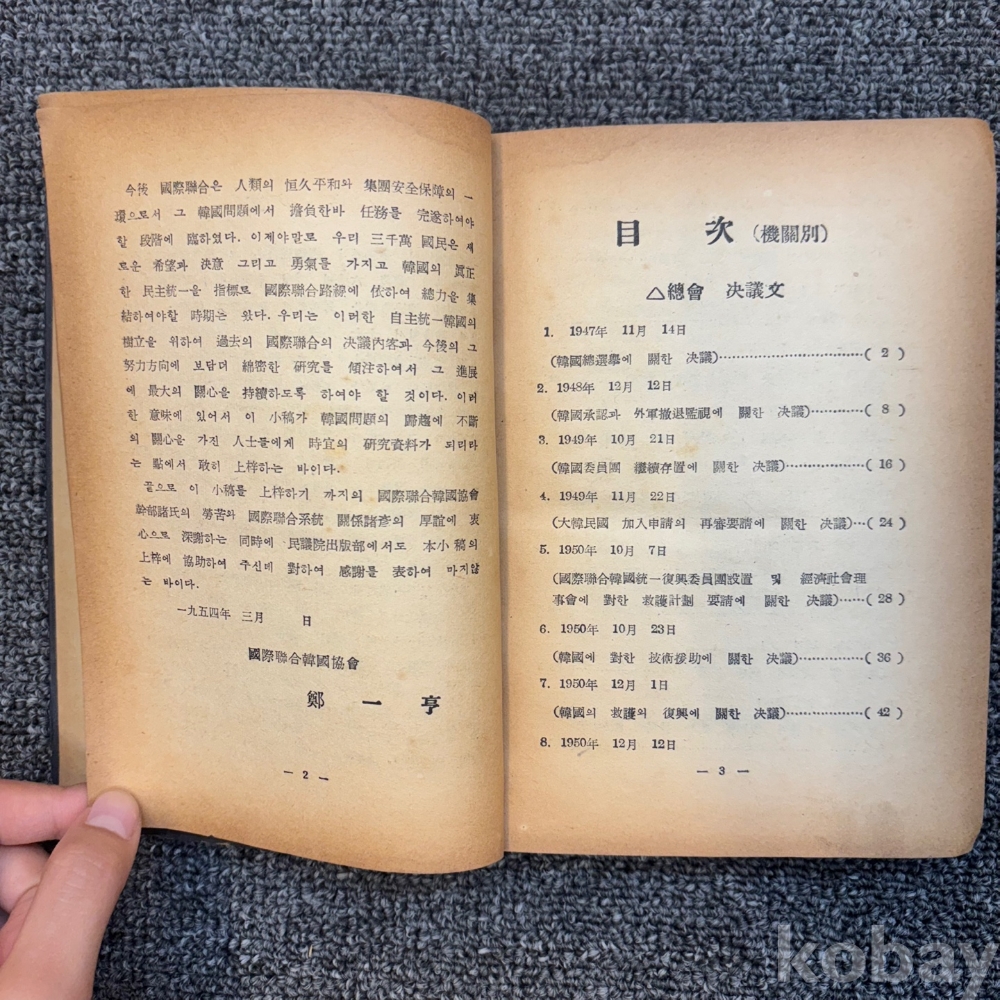 今後 國際聯合은 人類의 恒久平和와 集團安全保障의 一
環으로서 그 韓國問題에서 擔負한바 任務를 完遂하여야
할 段階에 臨하였다. 이제야말로 우리 三千萬 國民은 새
로운 希望과 決意 그리고 勇氣를 가지고 韓國의 眞正
한 民主統一을 指標로 國際聯合路線에 依하여 總力을 集
結하여야할 時期는 왔다. 우리는 이러한 自主統一韓國의
樹立을 위하여 過去의 國際聯合의 决議內容과 今後의 그
努力方向에 보담더 綿密한 研究를 傾注하여서 그 進展
에 最大의 關心을 持續하도록 하여야 할 것이다. 이러
한 意味에 있어서 이 小稿가 韓國問題의 歸趨에 不斷
의 關心을 가진 人士들에게 時宜의 研究資料가 되리라
는 點에서 敢히 上梓하는 바이다.
끝으로 이 小稿를 上梓하기 까지의 國際聯合韓國協會
幹部諸氏의 勞苦와 國際聯合系統 關係諸彥의 厚誼에 衷
心으로 深謝하는 同時에 民議院出版部에서도 本小稿의
上梓에 協助하여 주신데 對하여 感謝를 表하여 마지않
는 바이다.
一九五四年 三月 日
國際聯合韓國協會
鄭 一 亨
— 2 —
目 次 (機關別)
△總會 决議文
1. 1947年 11月 14日
(韓國總選擧에 關한 决議)……………………( 2 )
2. 1948年 12月 12日
(韓國承認과 外軍撤退監視에 關한 决議)…………( 8 )
3. 1949年 10月 21日
(韓國委員團 繼續存置에 關한 决議)……………( 16 )
4. 1949年 11月 22日
(大韓民國 加入申請의 再審要請에 關한 决議)…( 24 )
5. 1950年 10月 7日
(國際聯合韓國統一復興委員團設置 및 經濟社會理
事會에 對한 救護計劃 要請에 關한 决議)……( 28 )
6. 1950年 10月 23日
(韓國에 對한 技術援助에 關한 决議)…………( 36 )
7. 1950年 12月 1日
(韓國의 救護의 復興에 關한 决議)……………( 42 )
8. 1950年 12月 12日
— 3 —
kobay